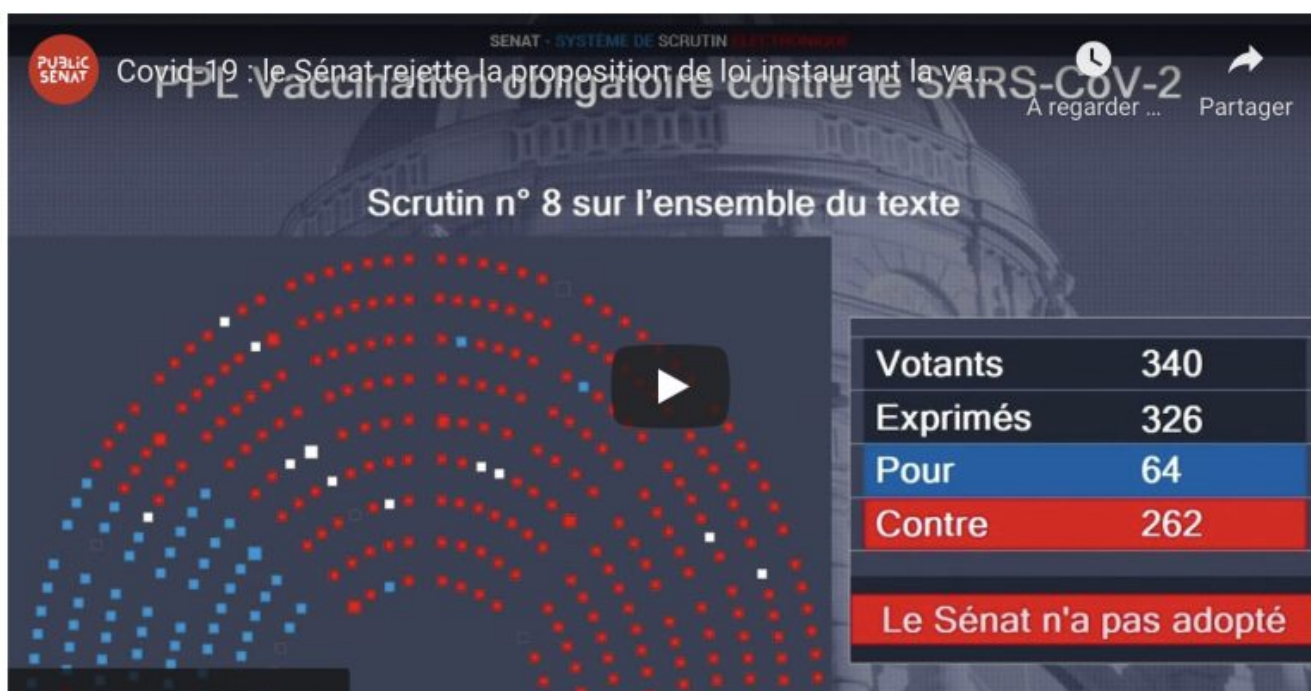 SENAT - SYSTÈME DE SCRUTIN ELECTRONIQUE
PUBLIC SÉNAT
Covid-19 : le Sénat rejette la proposition de loi instaurant la va...
PPL Vaccination obligatoire contre le SARS-CoV-2
À regarder ...
Partager
Scrutin n° 8 sur l'ensemble du texte
Votants 340
Exprimés 326
Pour 64
Contre 262
Le Sénat n'a pas adopté